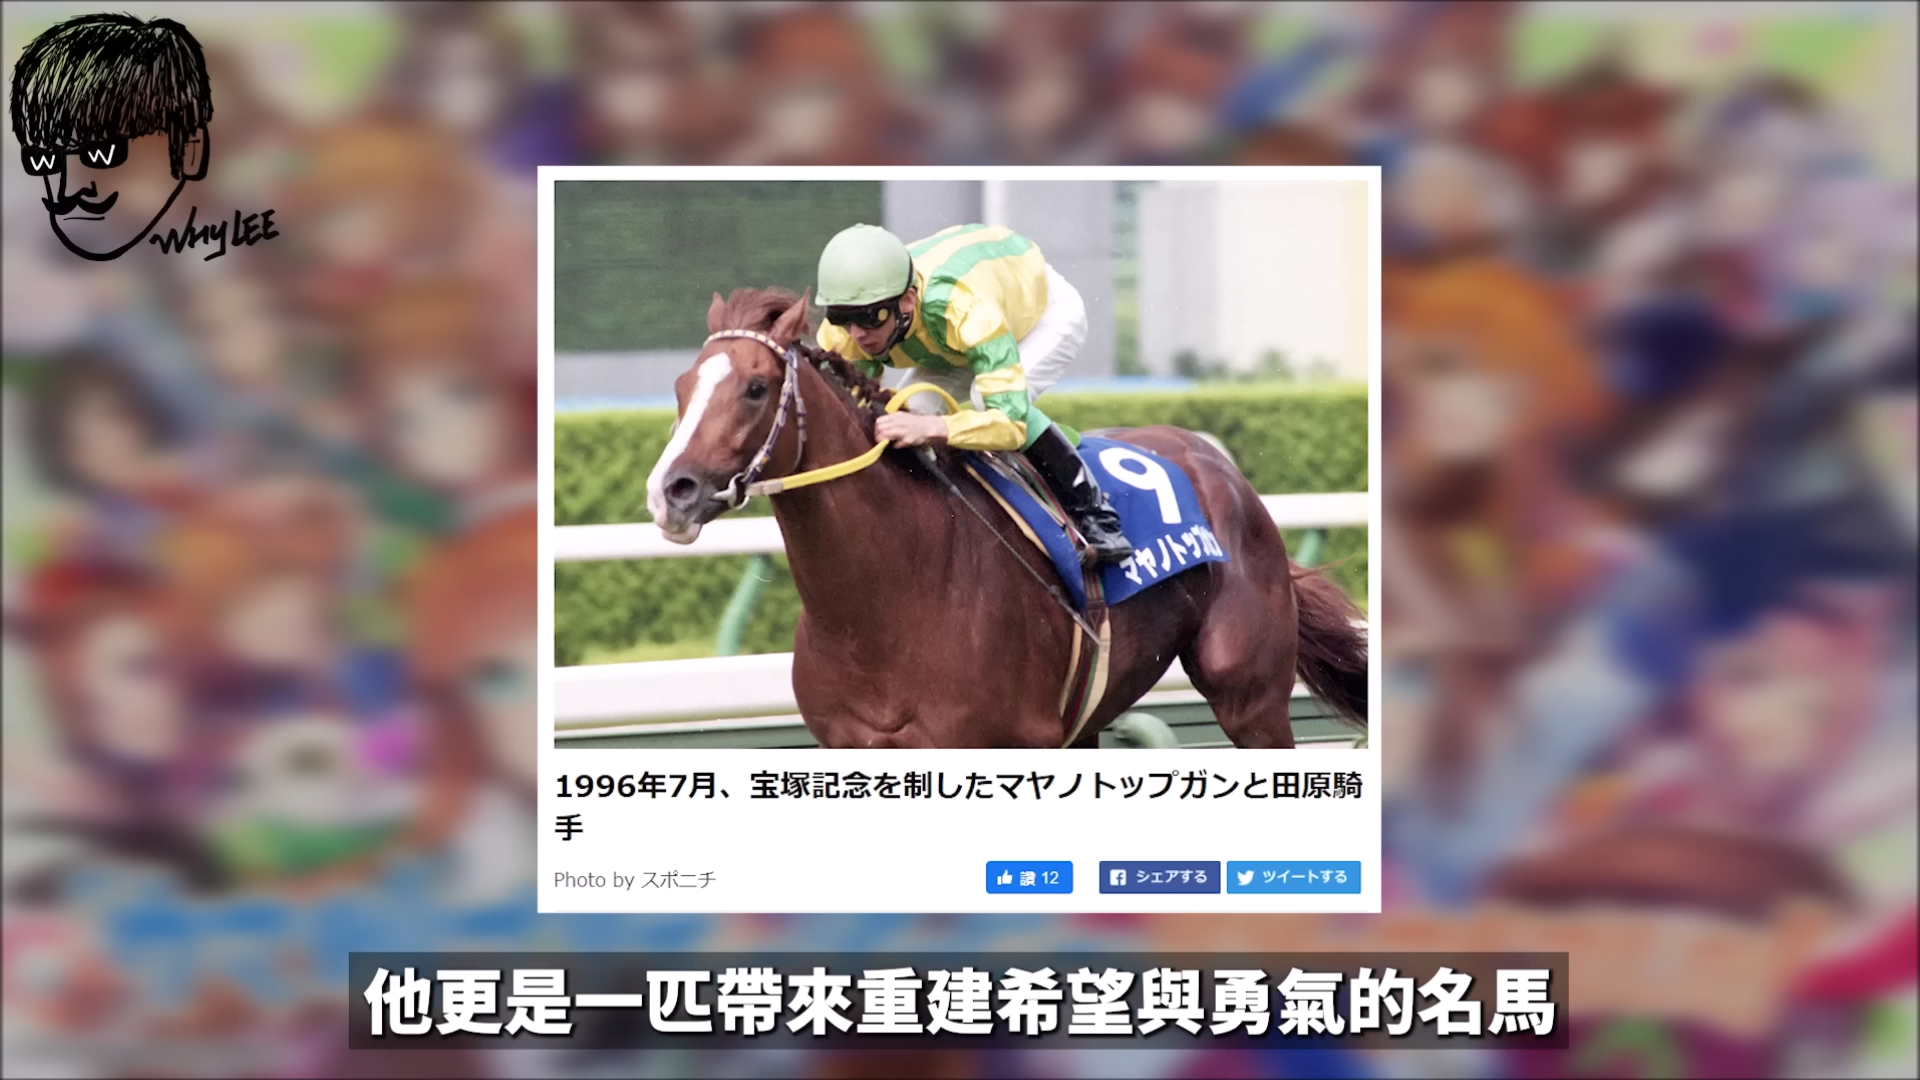 W W
WHYLEE
9
マヤノトップガン
1996年7月、宝塚記念を制したマヤノトップガンと田原騎
手
Photo by スポニチ
讚 12
シェアする
ツイートする
他更是一匹帶來重建希望與勇氣的名馬